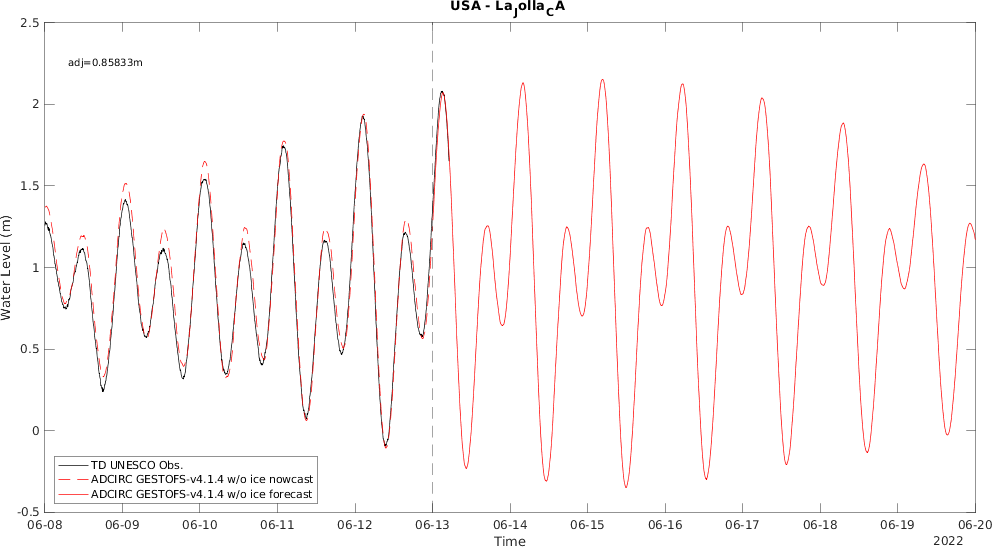 USA - LaJollaCA
adj=0.85833m
2.5
2
1.5
1
0.5
0
-0.5
Water Level (m)
TD UNESCO Obs.
ADCIRC GESTOFS-v4.1.4 w/o ice nowcast
ADCIRC GESTOFS-v4.1.4 w/o ice forecast
06-08 06-09 06-10 06-11 06-12 06-13 06-14 06-15 06-16 06-17 06-18 06-19 06-20
Time
2022